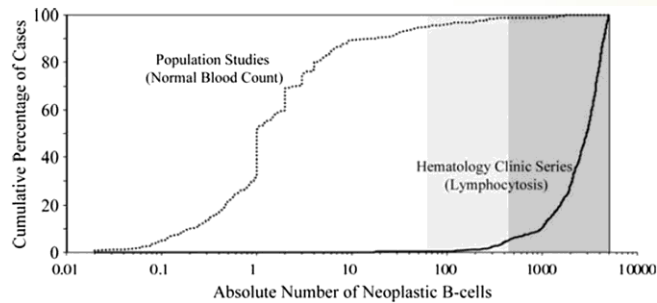 Cumulative Percentage of Cases
100
80
60
40
20
0
Population Studies
(Normal Blood Count)
Hematology Clinic Series
(Lymphocytosis)
0.01 0.1 1 10 100 1000 10000
Absolute Number of Neoplastic B-cells